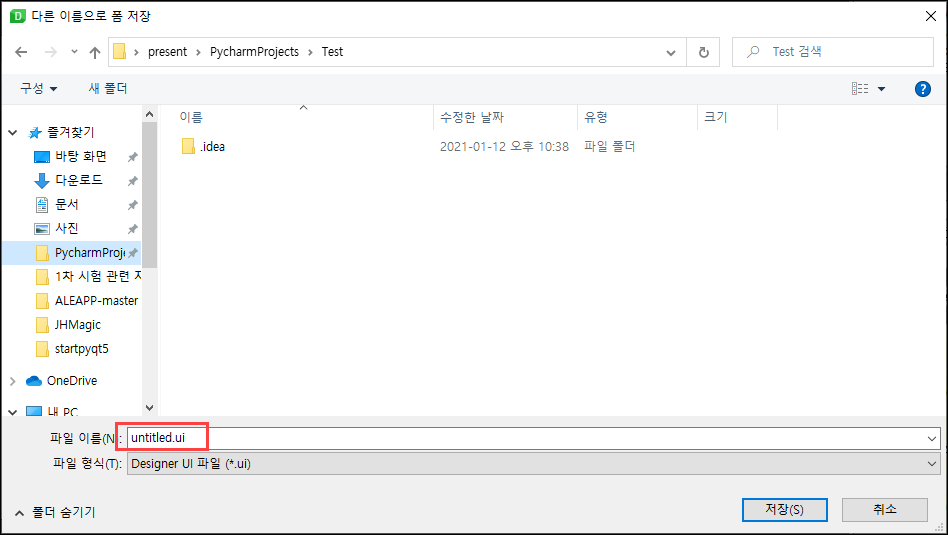 다른 이름으로 폼 저장
present > PycharmProjects > Test
Test 검색
구성 새 폴더
이름 수정한 날짜 유형 크기
.idea 2021-01-12 오후 10:38 파일 폴더
즐겨찾기
바탕 화면
다운로드
문서
사진
PycharmProje
1차 시험 관련 자
ALEAPP-master
JHMagic
startpyqt5
OneDrive
내 PC
파일 이름(N): untitled.ui
파일 형식(T): Designer UI 파일 (*.ui)
폴더 숨기기
저장(S) 취소